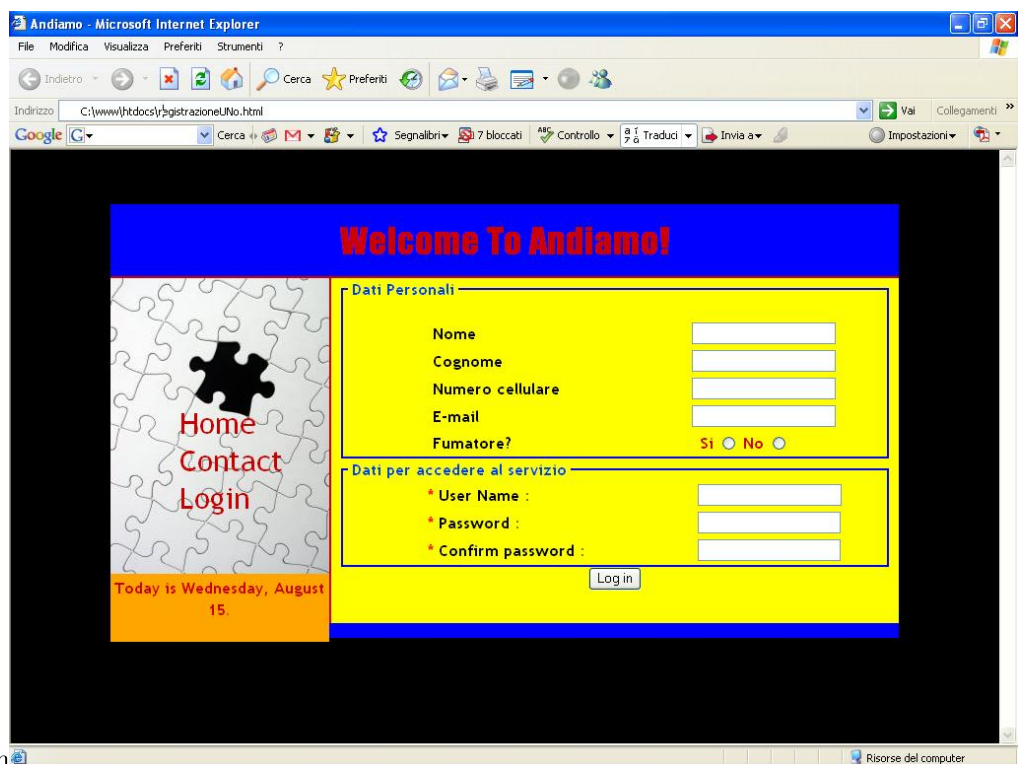 Andiamo - Microsoft Internet Explorer
File Modifica Visualizza Preferiti Strumenti ?
Indietro Cerca Preferiti
Indirizzo C:\www\htdocs\registrazioneUNo.html Vai Collegamenti »
Google G Cerca 7 bloccati Segnalibri Controllo Traduci Invia a Impostazioni
Welcome To Andiamo!
Home
Contact
Login
Today is Wednesday, August
15.
Dati Personali
Nome
Cognome
Numero cellulare
E-mail
Fumatore? Si No
Dati per accedere al servizio
* User Name :
* Password :
* Confirm password :
Log in
Risorse del computer